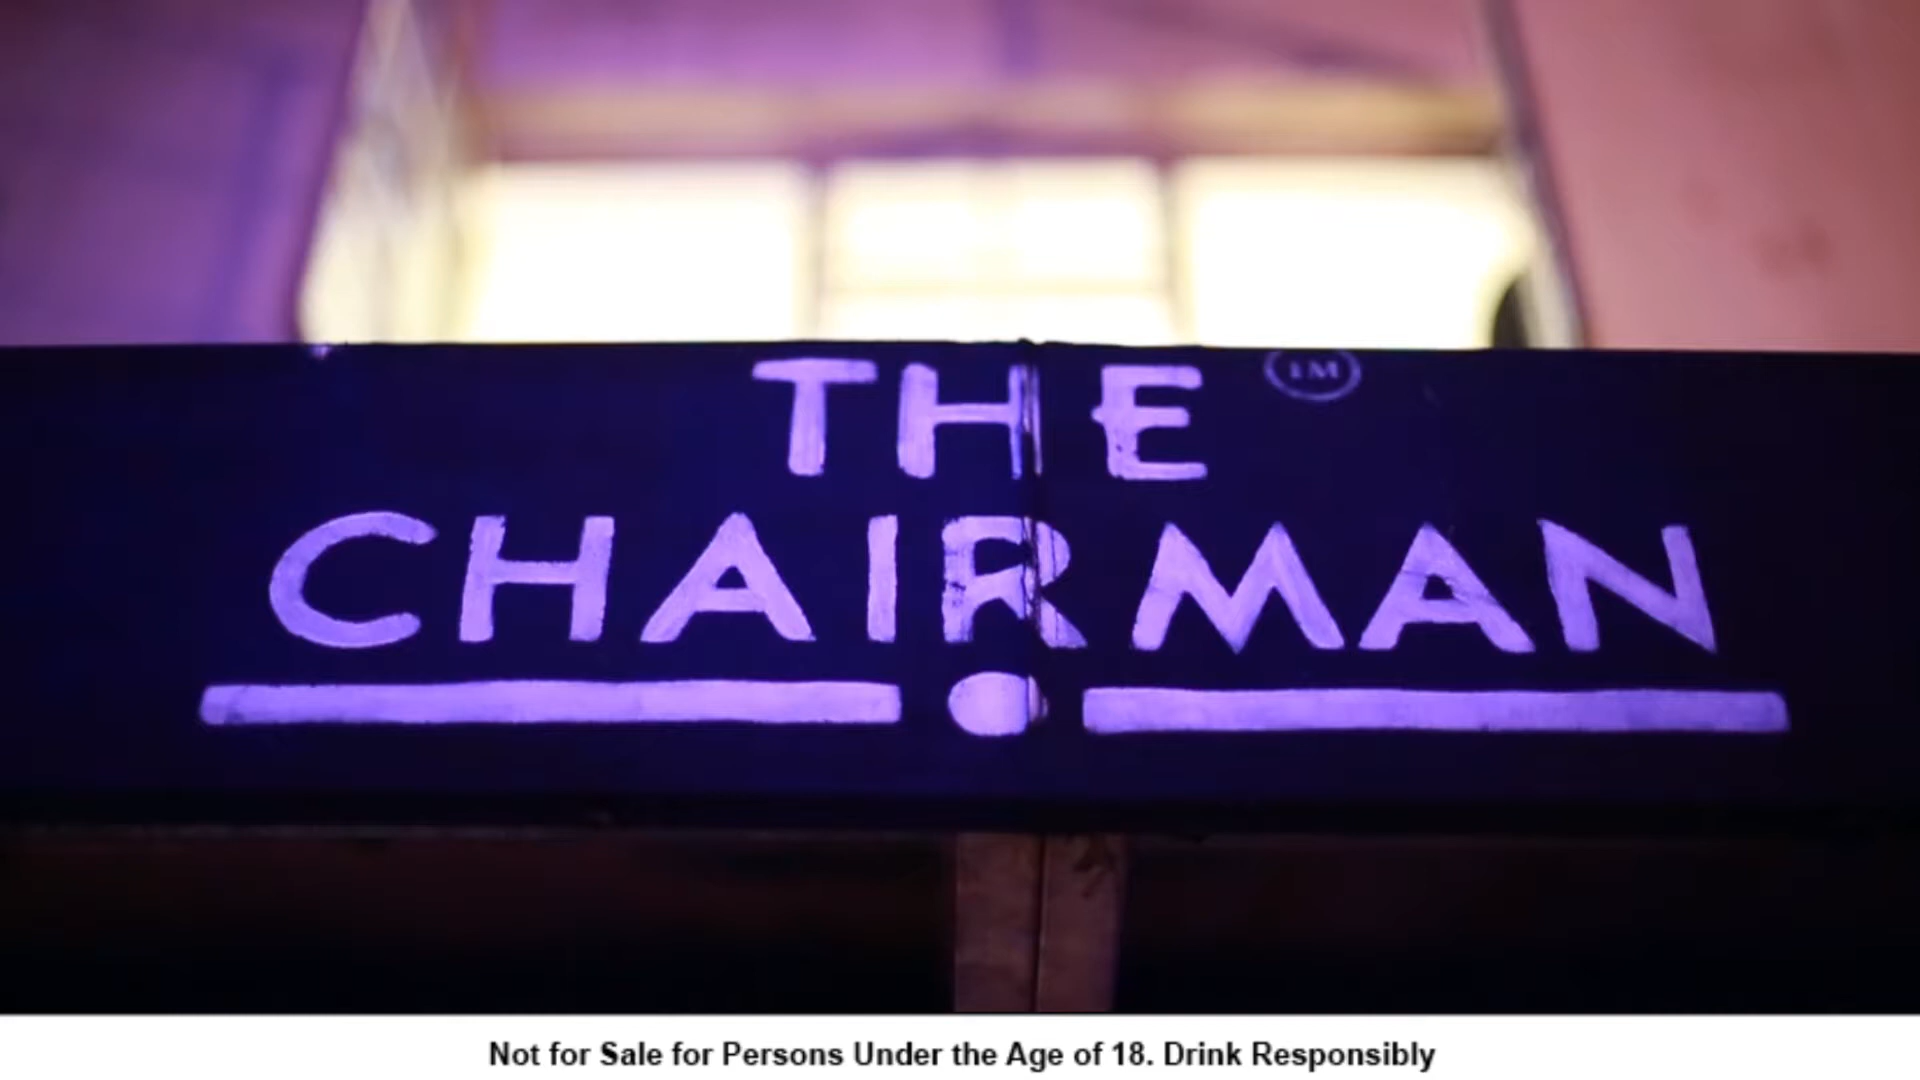 THE TM
CHAIRMAN
Not for Sale for Persons Under the Age of 18. Drink Responsibly